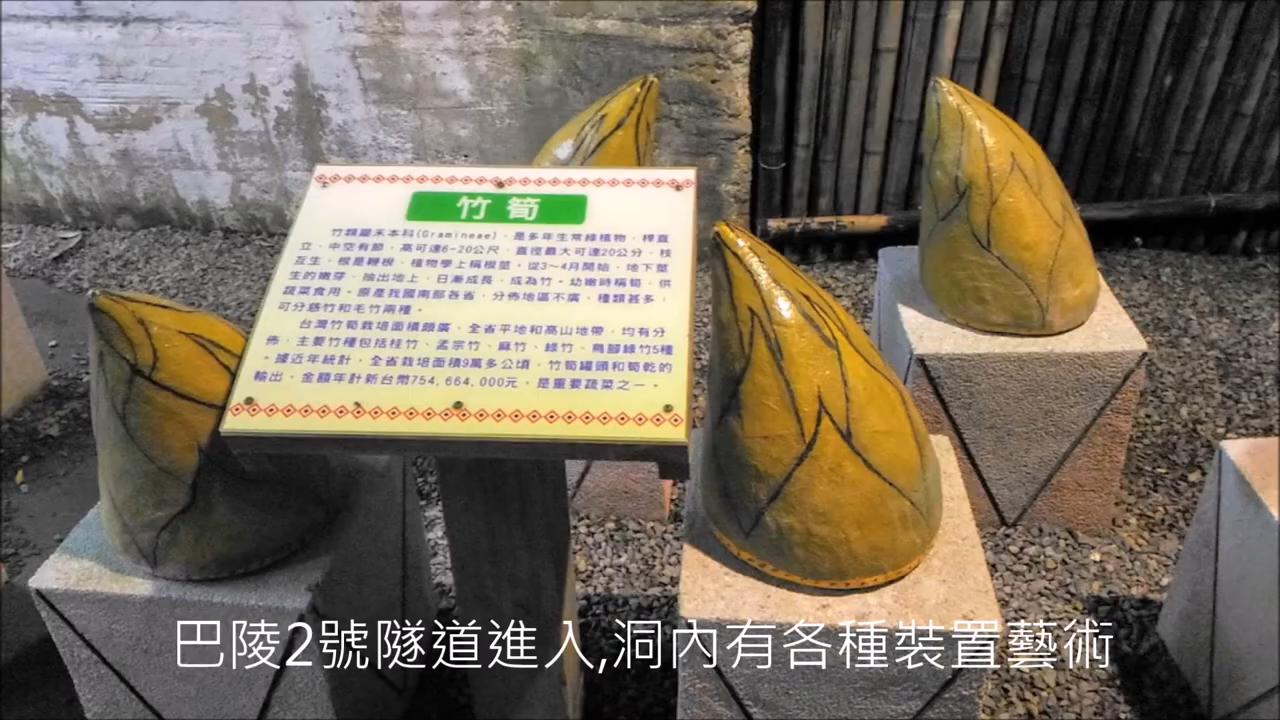 竹筍
竹類屬禾本科(Gramineae)，是多年生常綠植物，稈直
立，中空有節，高可達6-20公尺，直徑最大可達20公分，枝
互生，根是鞭根，植物學上稱根莖。從3～4月開始，地下莖
生的嫩芽，抽出地上，日漸成長，成為竹。幼嫩時稱筍，供
蔬菜食用。原產我國南部各省，分佈地區不廣，種類甚多，
可分慈竹和毛竹兩種。
台灣竹筍栽培面積頗廣，全省平地和高山地帶，均有分
佈，主要竹種包括桂竹、孟宗竹、麻竹、綠竹、烏腳綠竹5種
。據近年統計，全省栽培面積9萬多公頃，竹筍罐頭和筍乾的
輸出，金額年計新台幣754,664,000元，是重要蔬菜之一。
巴陵2號隧道進入,洞內有各種裝置藝術